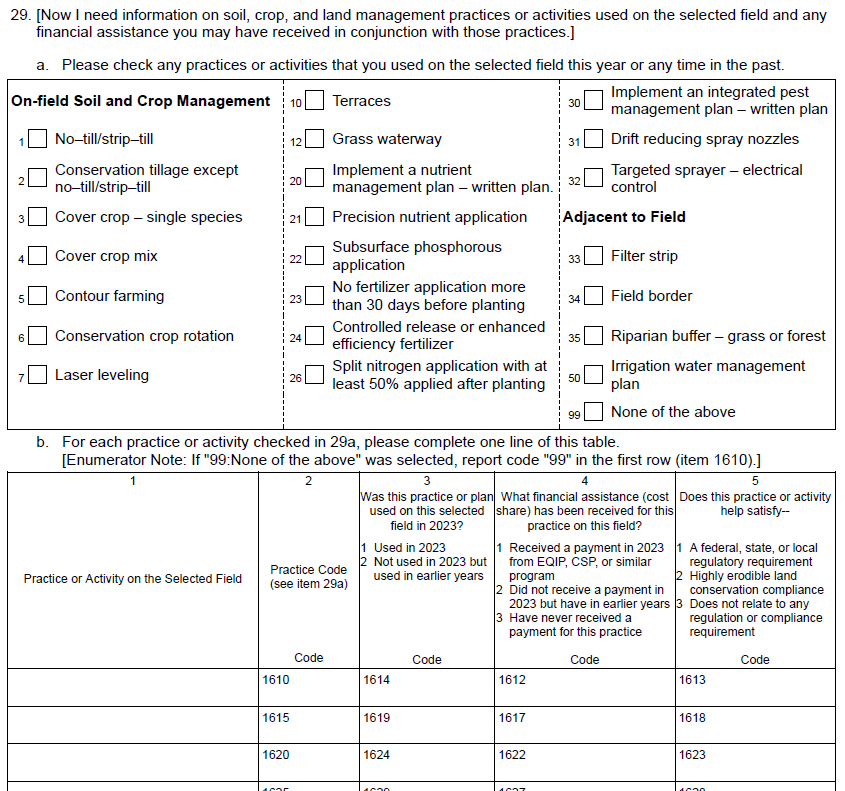 29. [Now I need information on soil, crop, and land management practices or activities used on the selected field and any
financial assistance you may have received in conjunction with those practices.]
a. Please check any practices or activities that you used on the selected field this year or any time in the past.
On-field Soil and Crop Management
1 No–till/strip–till
2 Conservation tillage except
no–till/strip–till
3 Cover crop – single species
4 Cover crop mix
5 Contour farming
6 Conservation crop rotation
7 Laser leveling
10 Terraces
12 Grass waterway
20 Implement a nutrient
management plan – written plan.
21 Precision nutrient application
22 Subsurface phosphorous
application
23 No fertilizer application more
than 30 days before planting
24 Controlled release or enhanced
efficiency fertilizer
26 Split nitrogen application with at
least 50% applied after planting
30 Implement an integrated pest
management plan – written plan
31 Drift reducing spray nozzles
32 Targeted sprayer – electrical
control
Adjacent to Field
33 Filter strip
34 Field border
35 Riparian buffer – grass or forest
50 Irrigation water management
plan
99 None of the above
b. For each practice or activity checked in 29a, please complete one line of this table.
[Enumerator Note: If "99:None of the above" was selected, report code "99" in the first row (item 1610).]
1
Practice or Activity on the Selected Field
2
Practice Code
(see item 29a)
Code
3
Was this practice or plan
used on this selected
field in 2023?
1 Used in 2023
2 Not used in 2023 but
used in earlier years
Code
4
What financial assistance (cost
share) has been received for this
practice on this field?
1 Received a payment in 2023
from EQIP, CSP, or similar
program
2 Did not receive a payment in
2023 but have in earlier years
3 Have never received a
payment for this practice
Code
5
Does this practice or activity
help satisfy--
1 A federal, state, or local
regulatory requirement
2 Highly erodible land
conservation compliance
3 Does not relate to any
regulation or compliance
requirement
Code
1610 1614 1612 1613
1615 1619 1617 1618
1620 1624 1622 1623